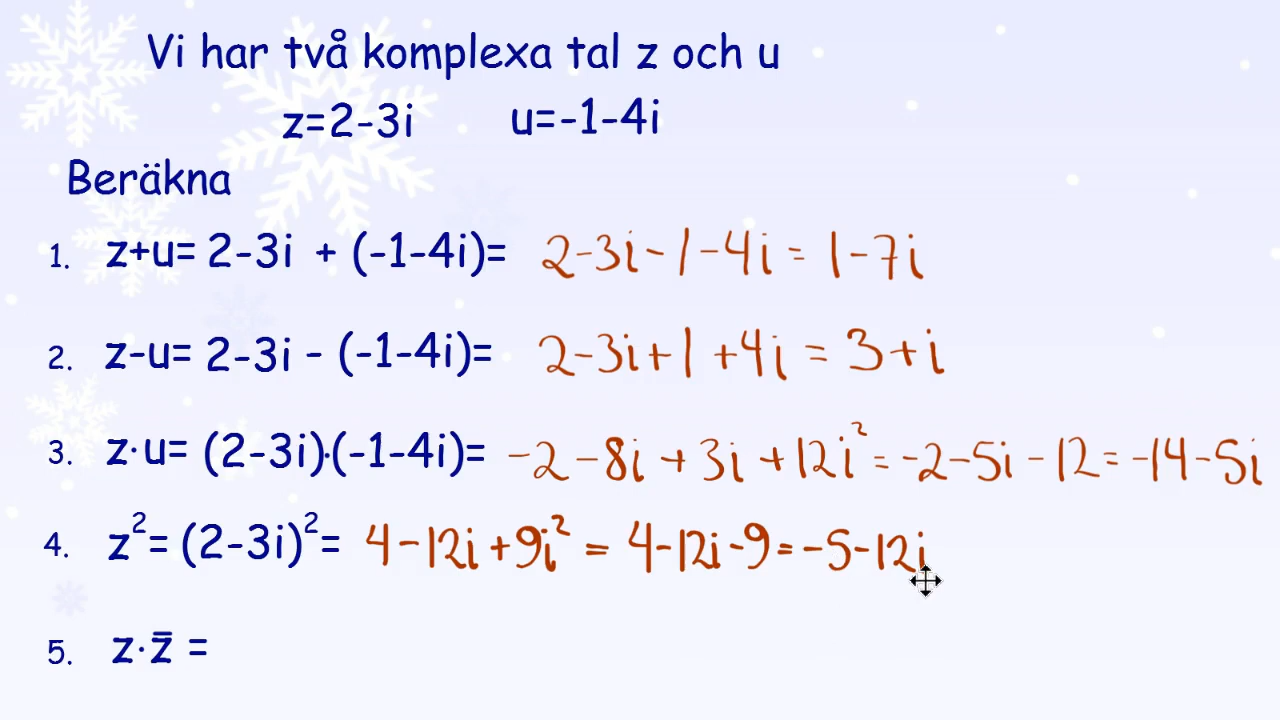 Vi har två komplexa tal z och u
z=2-3i u=-1-4i
Beräkna
1. z+u= 2-3i + (-1-4i)= 2-3i-1-4i = 1-7i
2. z-u= 2-3i - (-1-4i)= 2-3i+1+4i = 3+i
3. z·u= (2-3i)·(-1-4i)= -2-8i+3i+12i² = -2-5i-12= -14-5i
4. z²= (2-3i)²= 4-12i+9i² = 4-12i-9=-5-12i
5. z·z̄ =